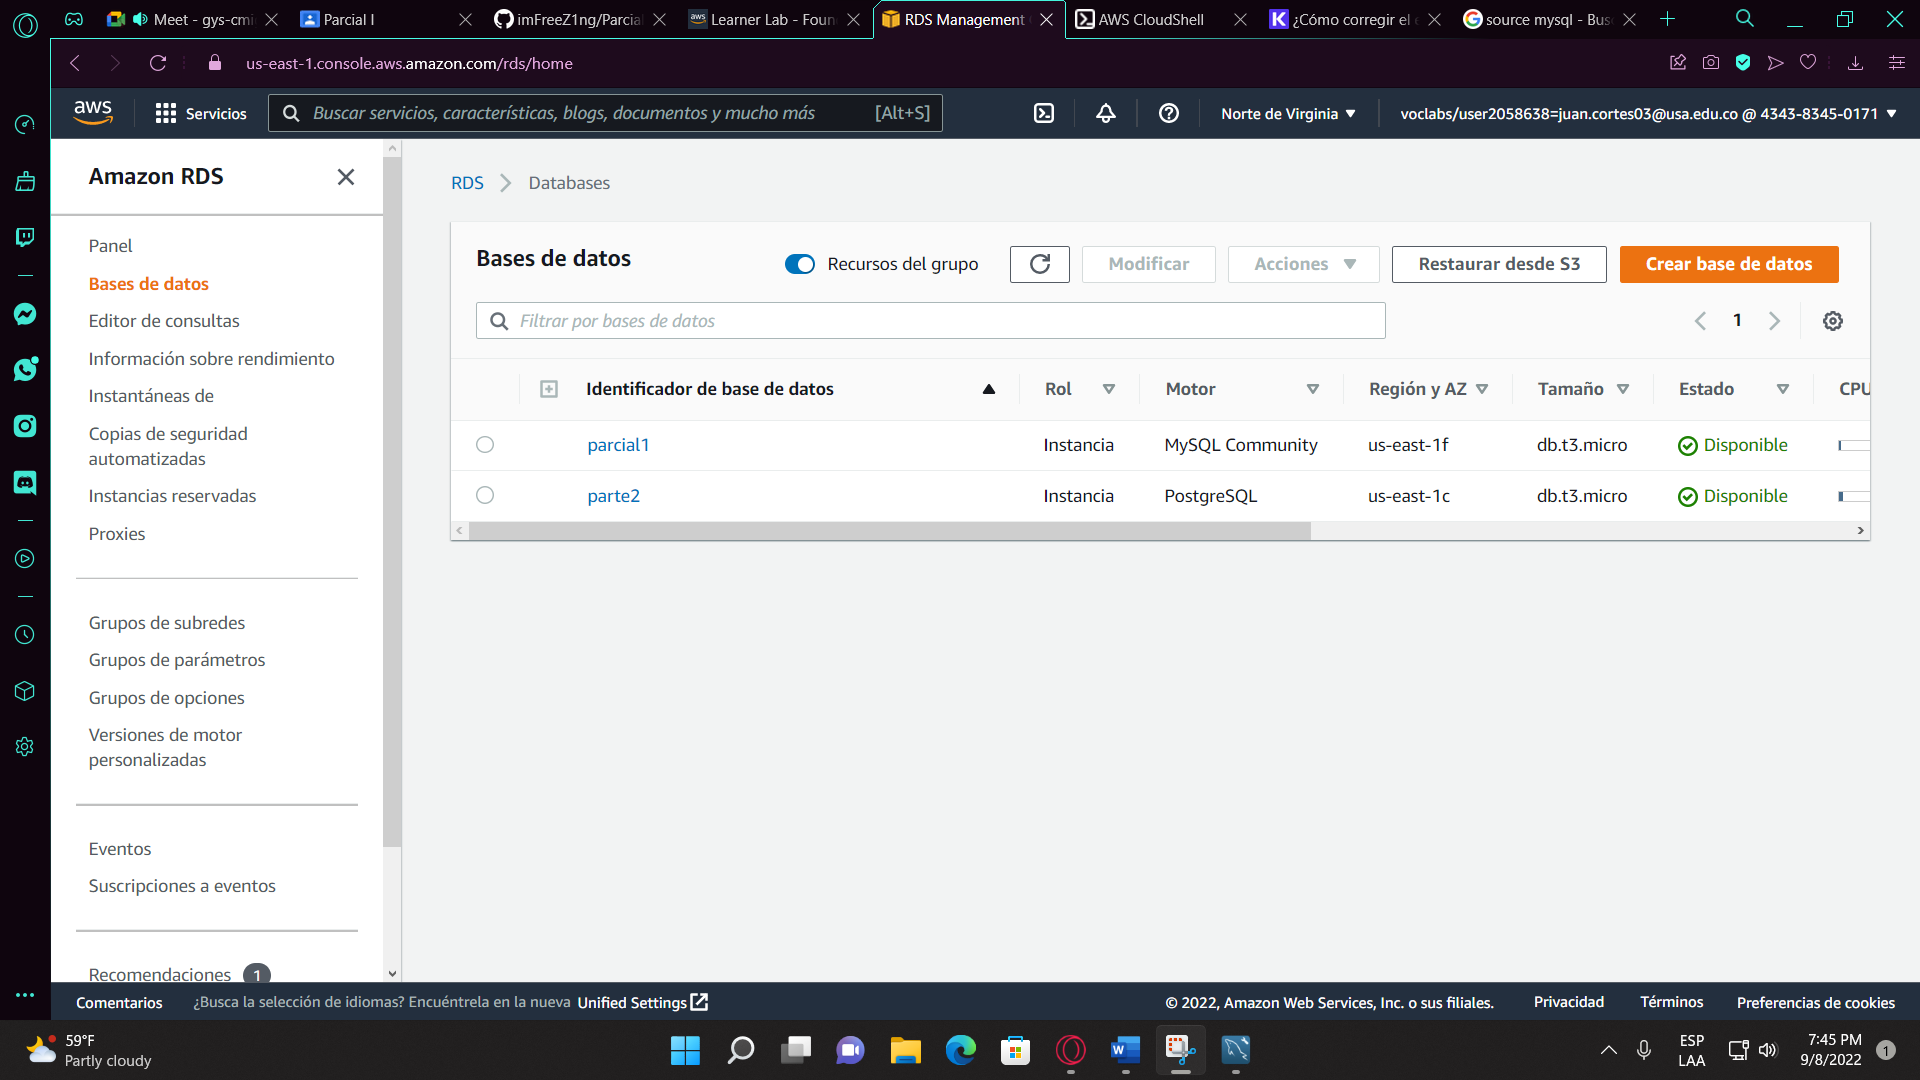 Meet - gys-cmi
Parcial I
imFreeZ1ng/Parcia
Learner Lab - Foun
RDS Management
AWS CloudShell
¿Cómo corregir el e
source mysql - Bus
us-east-1.console.aws.amazon.com/rds/home
aws
Servicios
Buscar servicios, características, blogs, documentos y mucho más
[Alt+S]
Norte de Virginia
voclabs/user2058638=juan.cortes03@usa.edu.co @ 4343-8345-0171
Amazon RDS
Panel
Bases de datos
Editor de consultas
Información sobre rendimiento
Instantáneas de
Copias de seguridad
automatizadas
Instancias reservadas
Proxies
Grupos de subredes
Grupos de parámetros
Grupos de opciones
Versiones de motor
personalizadas
Eventos
Suscripciones a eventos
Recomendaciones 1
RDS > Databases
Bases de datos
Recursos del grupo
Modificar
Acciones
Restaurar desde S3
Crear base de datos
Filtrar por bases de datos
1
Identificador de base de datos Rol Motor Región y AZ Tamaño Estado CPU
parcial1 Instancia MySQL Community us-east-1f db.t3.micro Disponible
parte2 Instancia PostgreSQL us-east-1c db.t3.micro Disponible
Comentarios
¿Busca la selección de idiomas? Encuéntrela en la nueva Unified Settings
© 2022, Amazon Web Services, Inc. o sus filiales.
Privacidad
Términos
Preferencias de cookies
59°F
Partly cloudy
ESP
LAA
7:45 PM
9/8/2022
1